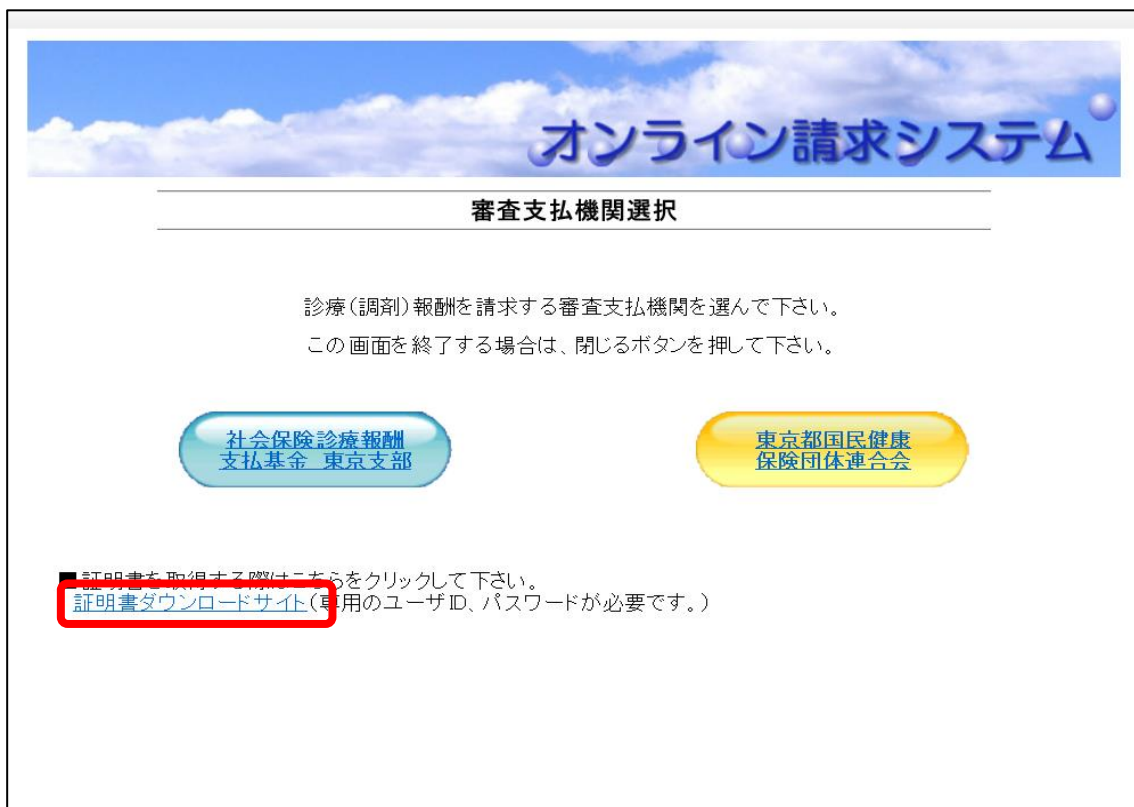 オンライン請求システム
審査支払機関選択
診療(調剤)報酬を請求する審査支払機関を選んで下さい。
この画面を終了する場合は、閉じるボタンを押して下さい。
社会保険診療報酬
支払基金 東京支部
東京都国民健康
保険団体連合会
■証明書を取得する際はこちらをクリックして下さい。
証明書ダウンロードサイト(専用のユーザID、パスワードが必要です。)